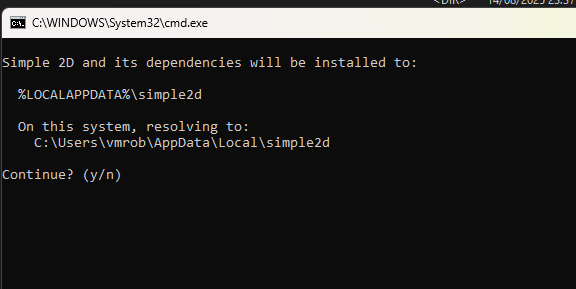 <DIR>
C:\WINDOWS\System32\cmd.exe
Simple 2D and its dependencies will be installed to:
%LOCALAPPDATA%\simple2d
On this system, resolving to:
C:\Users\vmrob\AppData\Local\simple2d
Continue? (y/n)